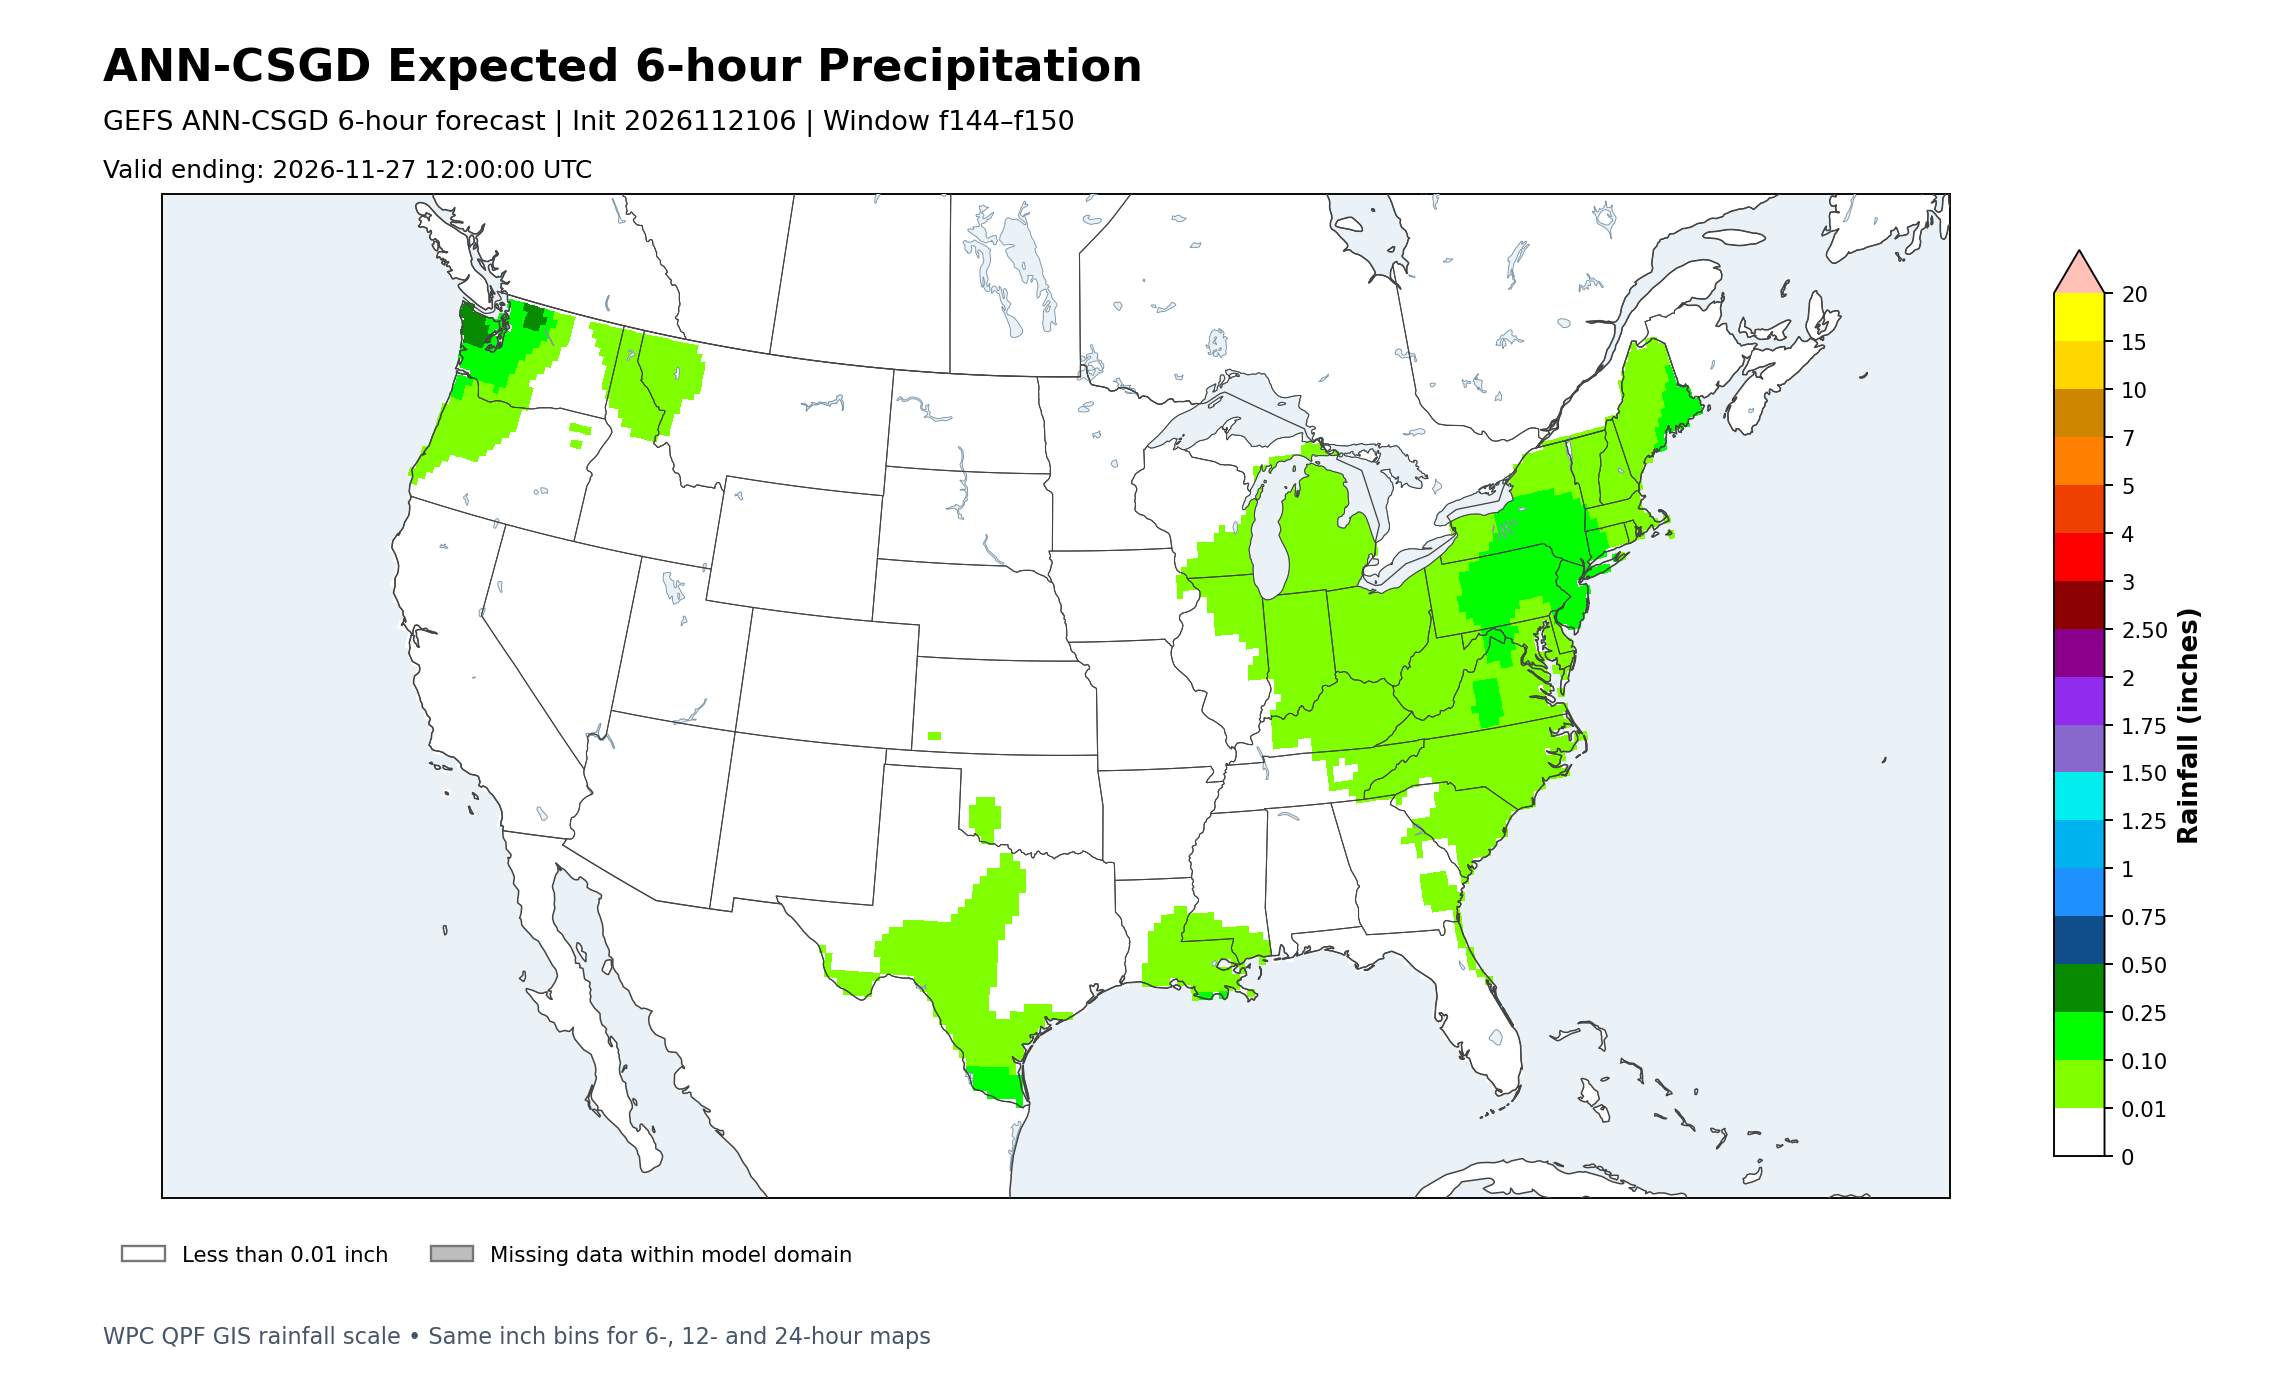 ANN-CSGD Expected 6-hour Precipitation
GEFS ANN-CSGD 6-hour forecast | Init 2026112106 | Window f144–f150
Valid ending: 2026-11-27 12:00:00 UTC
20
15
10
7
5
4
3
2.50
2
1.75
1.50
1.25
1
0.75
0.50
0.25
0.10
0.01
0
Rainfall (inches)
Less than 0.01 inch
Missing data within model domain
WPC QPF GIS rainfall scale • Same inch bins for 6-, 12- and 24-hour maps